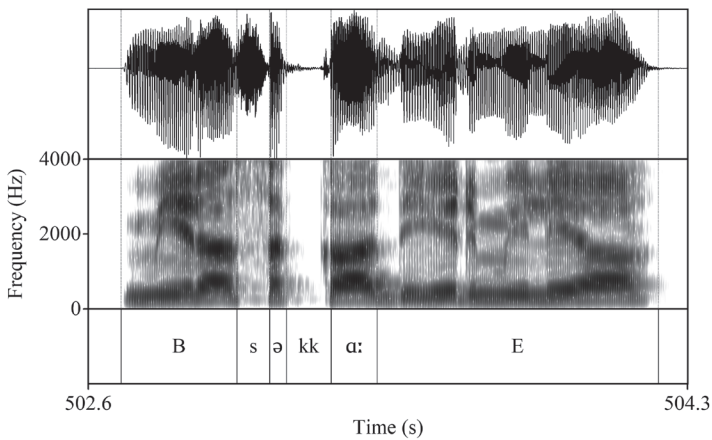 4000
2000
0
Frequency (Hz)
B s ə kk ɑː E
502.6 504.3
Time (s)